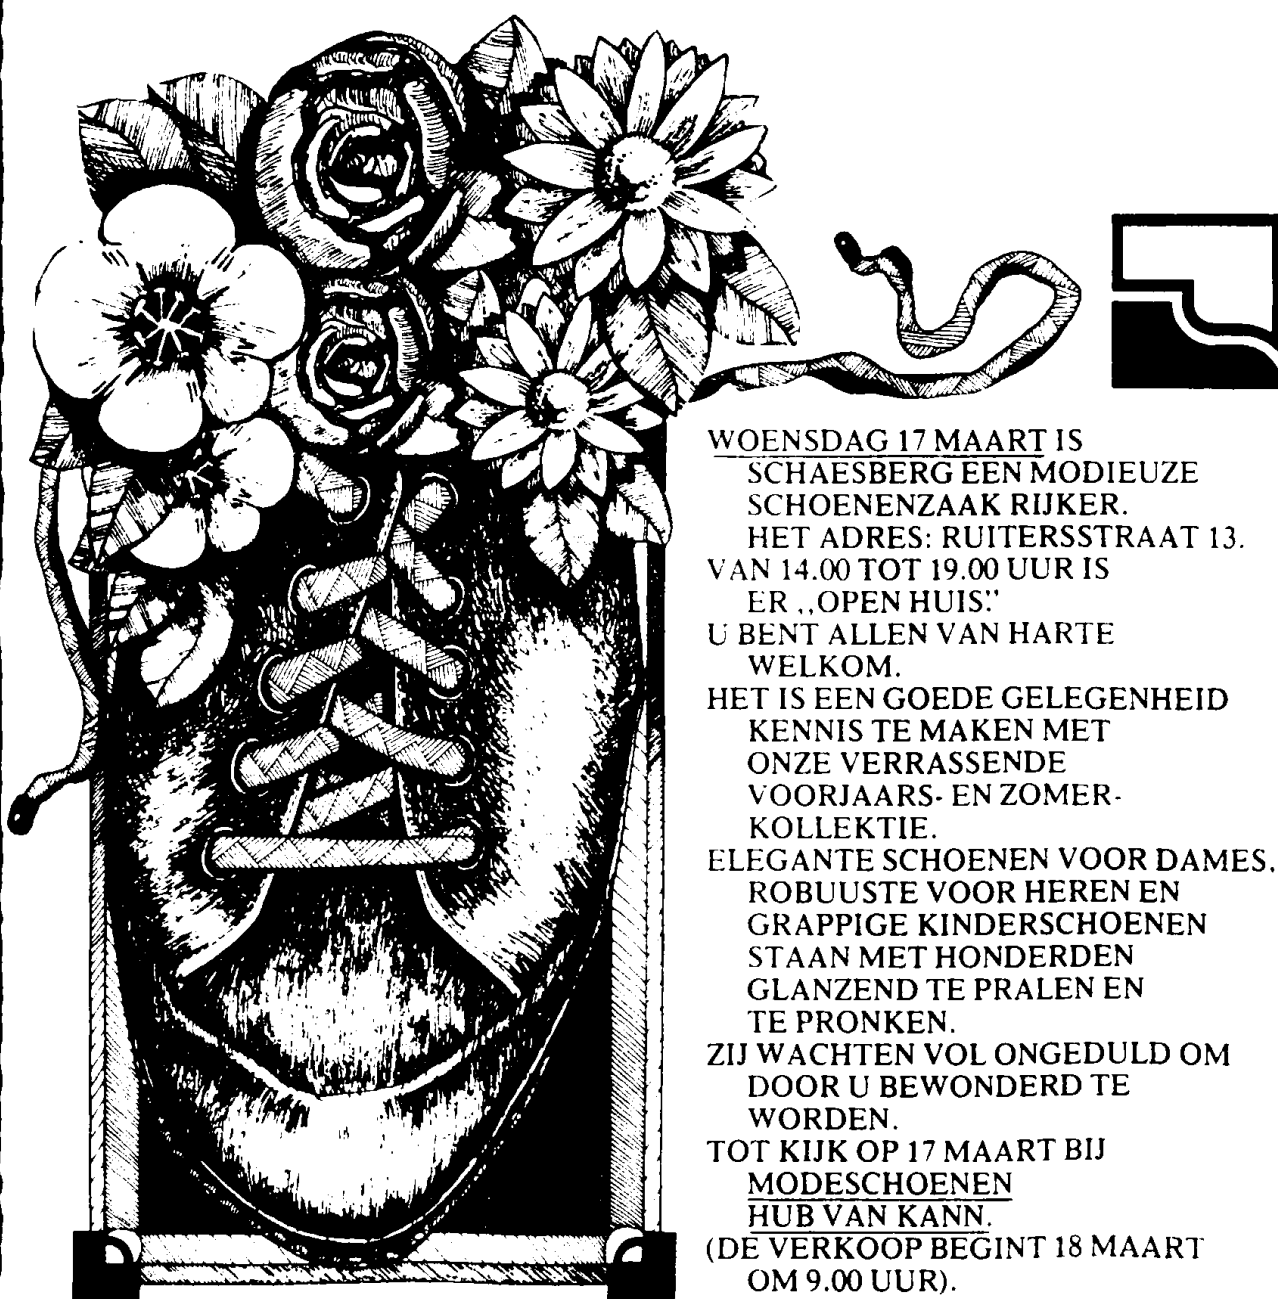 WOENSDAG 17 MAART IS
SCHAESBERG EEN MODIEUZE
SCHOENENZAAK RIJKER.
HET ADRES: RUITERSSTRAAT 13.
VAN 14.00 TOT 19.00 UUR IS
ER „OPEN HUIS.”
U BENT ALLEN VAN HARTE
WELKOM.
HET IS EEN GOEDE GELEGENHEID
KENNIS TE MAKEN MET
ONZE VERRASSENDE
VOORJAARS- EN ZOMER-
KOLLEKTIE.
ELEGANTE SCHOENEN VOOR DAMES,
ROBUUSTE VOOR HEREN EN
GRAPPIGE KINDERSCHOENEN
STAAN MET HONDERDEN
GLANZEND TE PRALEN EN
TE PRONKEN.
ZIJ WACHTEN VOL ONGEDULD OM
DOOR U BEWONDERD TE
WORDEN.
TOT KIJK OP 17 MAART BIJ
MODESCHOENEN
HUB VAN KANN.
(DE VERKOOP BEGINT 18 MAART
OM 9.00 UUR).